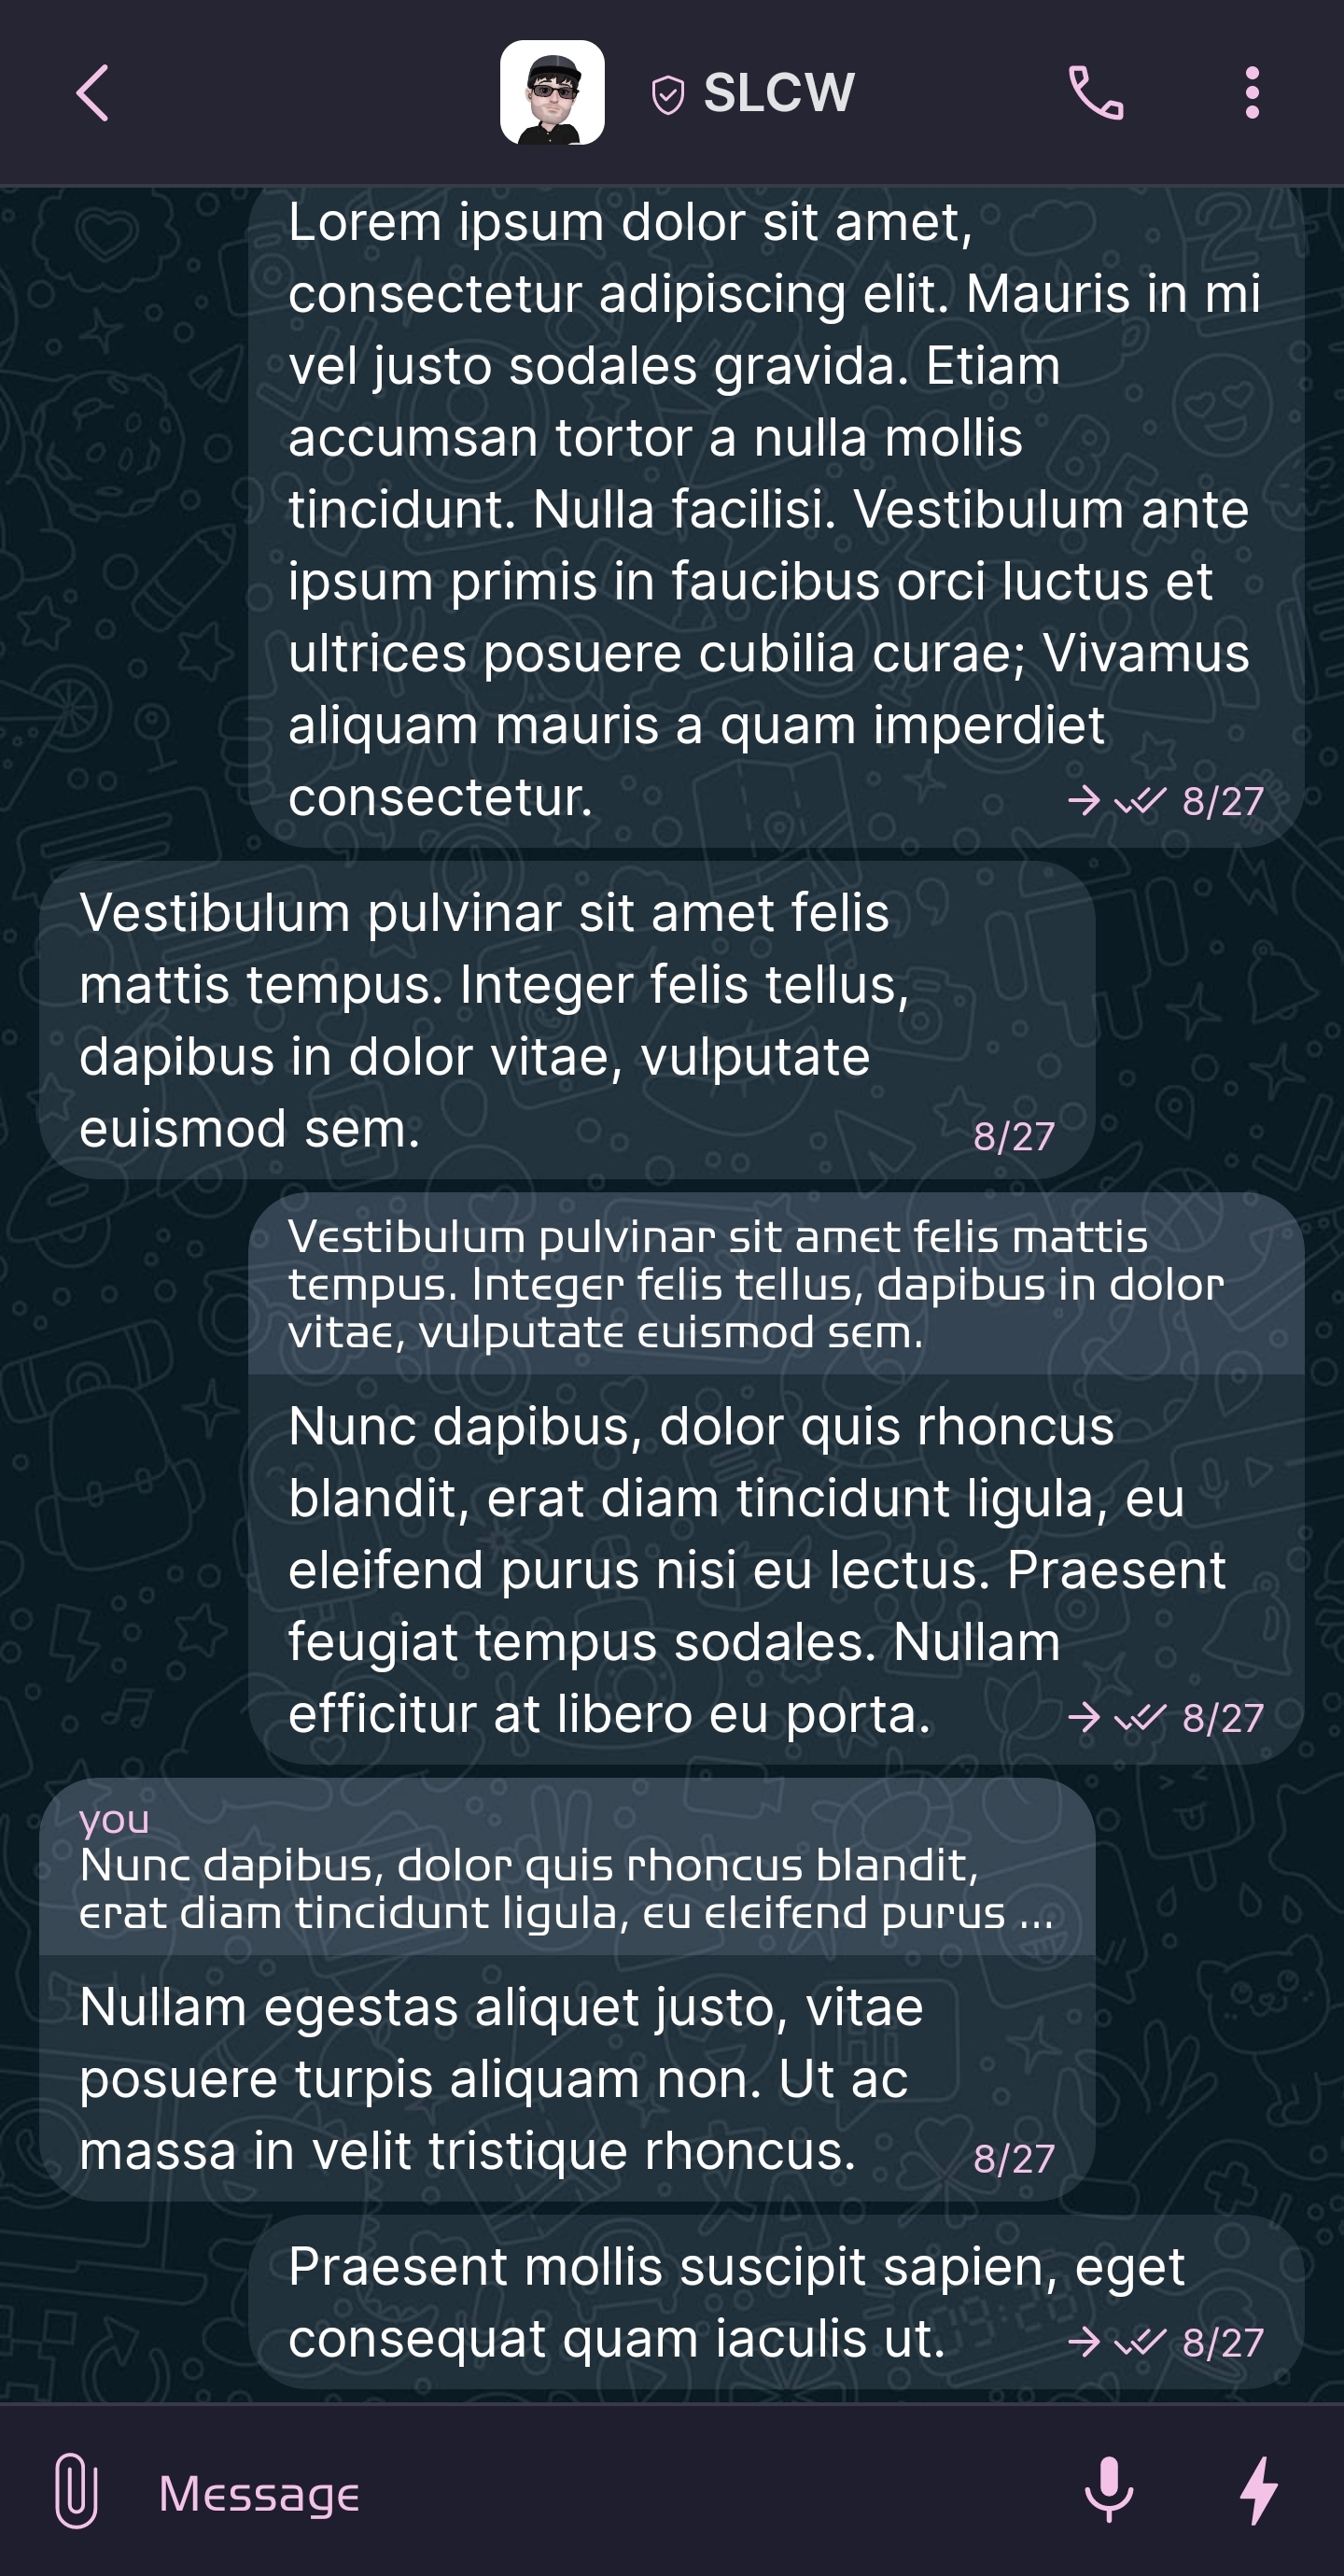 SLCW
Lorem ipsum dolor sit amet,
consectetur adipiscing elit. Mauris in mi
vel justo sodales gravida. Etiam
accumsan tortor a nulla mollis
tincidunt. Nulla facilisi. Vestibulum ante
ipsum primis in faucibus orci luctus et
ultrices posuere cubilia curae; Vivamus
aliquam mauris a quam imperdiet
consectetur. 8/27
Vestibulum pulvinar sit amet felis
mattis tempus. Integer felis tellus,
dapibus in dolor vitae, vulputate
euismod sem. 8/27
Vestibulum pulvinar sit amet felis mattis
tempus. Integer felis tellus, dapibus in dolor
vitae, vulputate euismod sem.
Nunc dapibus, dolor quis rhoncus
blandit, erat diam tincidunt ligula, eu
eleifend purus nisi eu lectus. Praesent
feugiat tempus sodales. Nullam
efficitur at libero eu porta. 8/27
you
Nunc dapibus, dolor quis rhoncus blandit,
erat diam tincidunt ligula, eu eleifend purus ...
Nullam egestas aliquet justo, vitae
posuere turpis aliquam non. Ut ac
massa in velit tristique rhoncus. 8/27
Praesent mollis suscipit sapien, eget
consequat quam iaculis ut. 8/27
Message